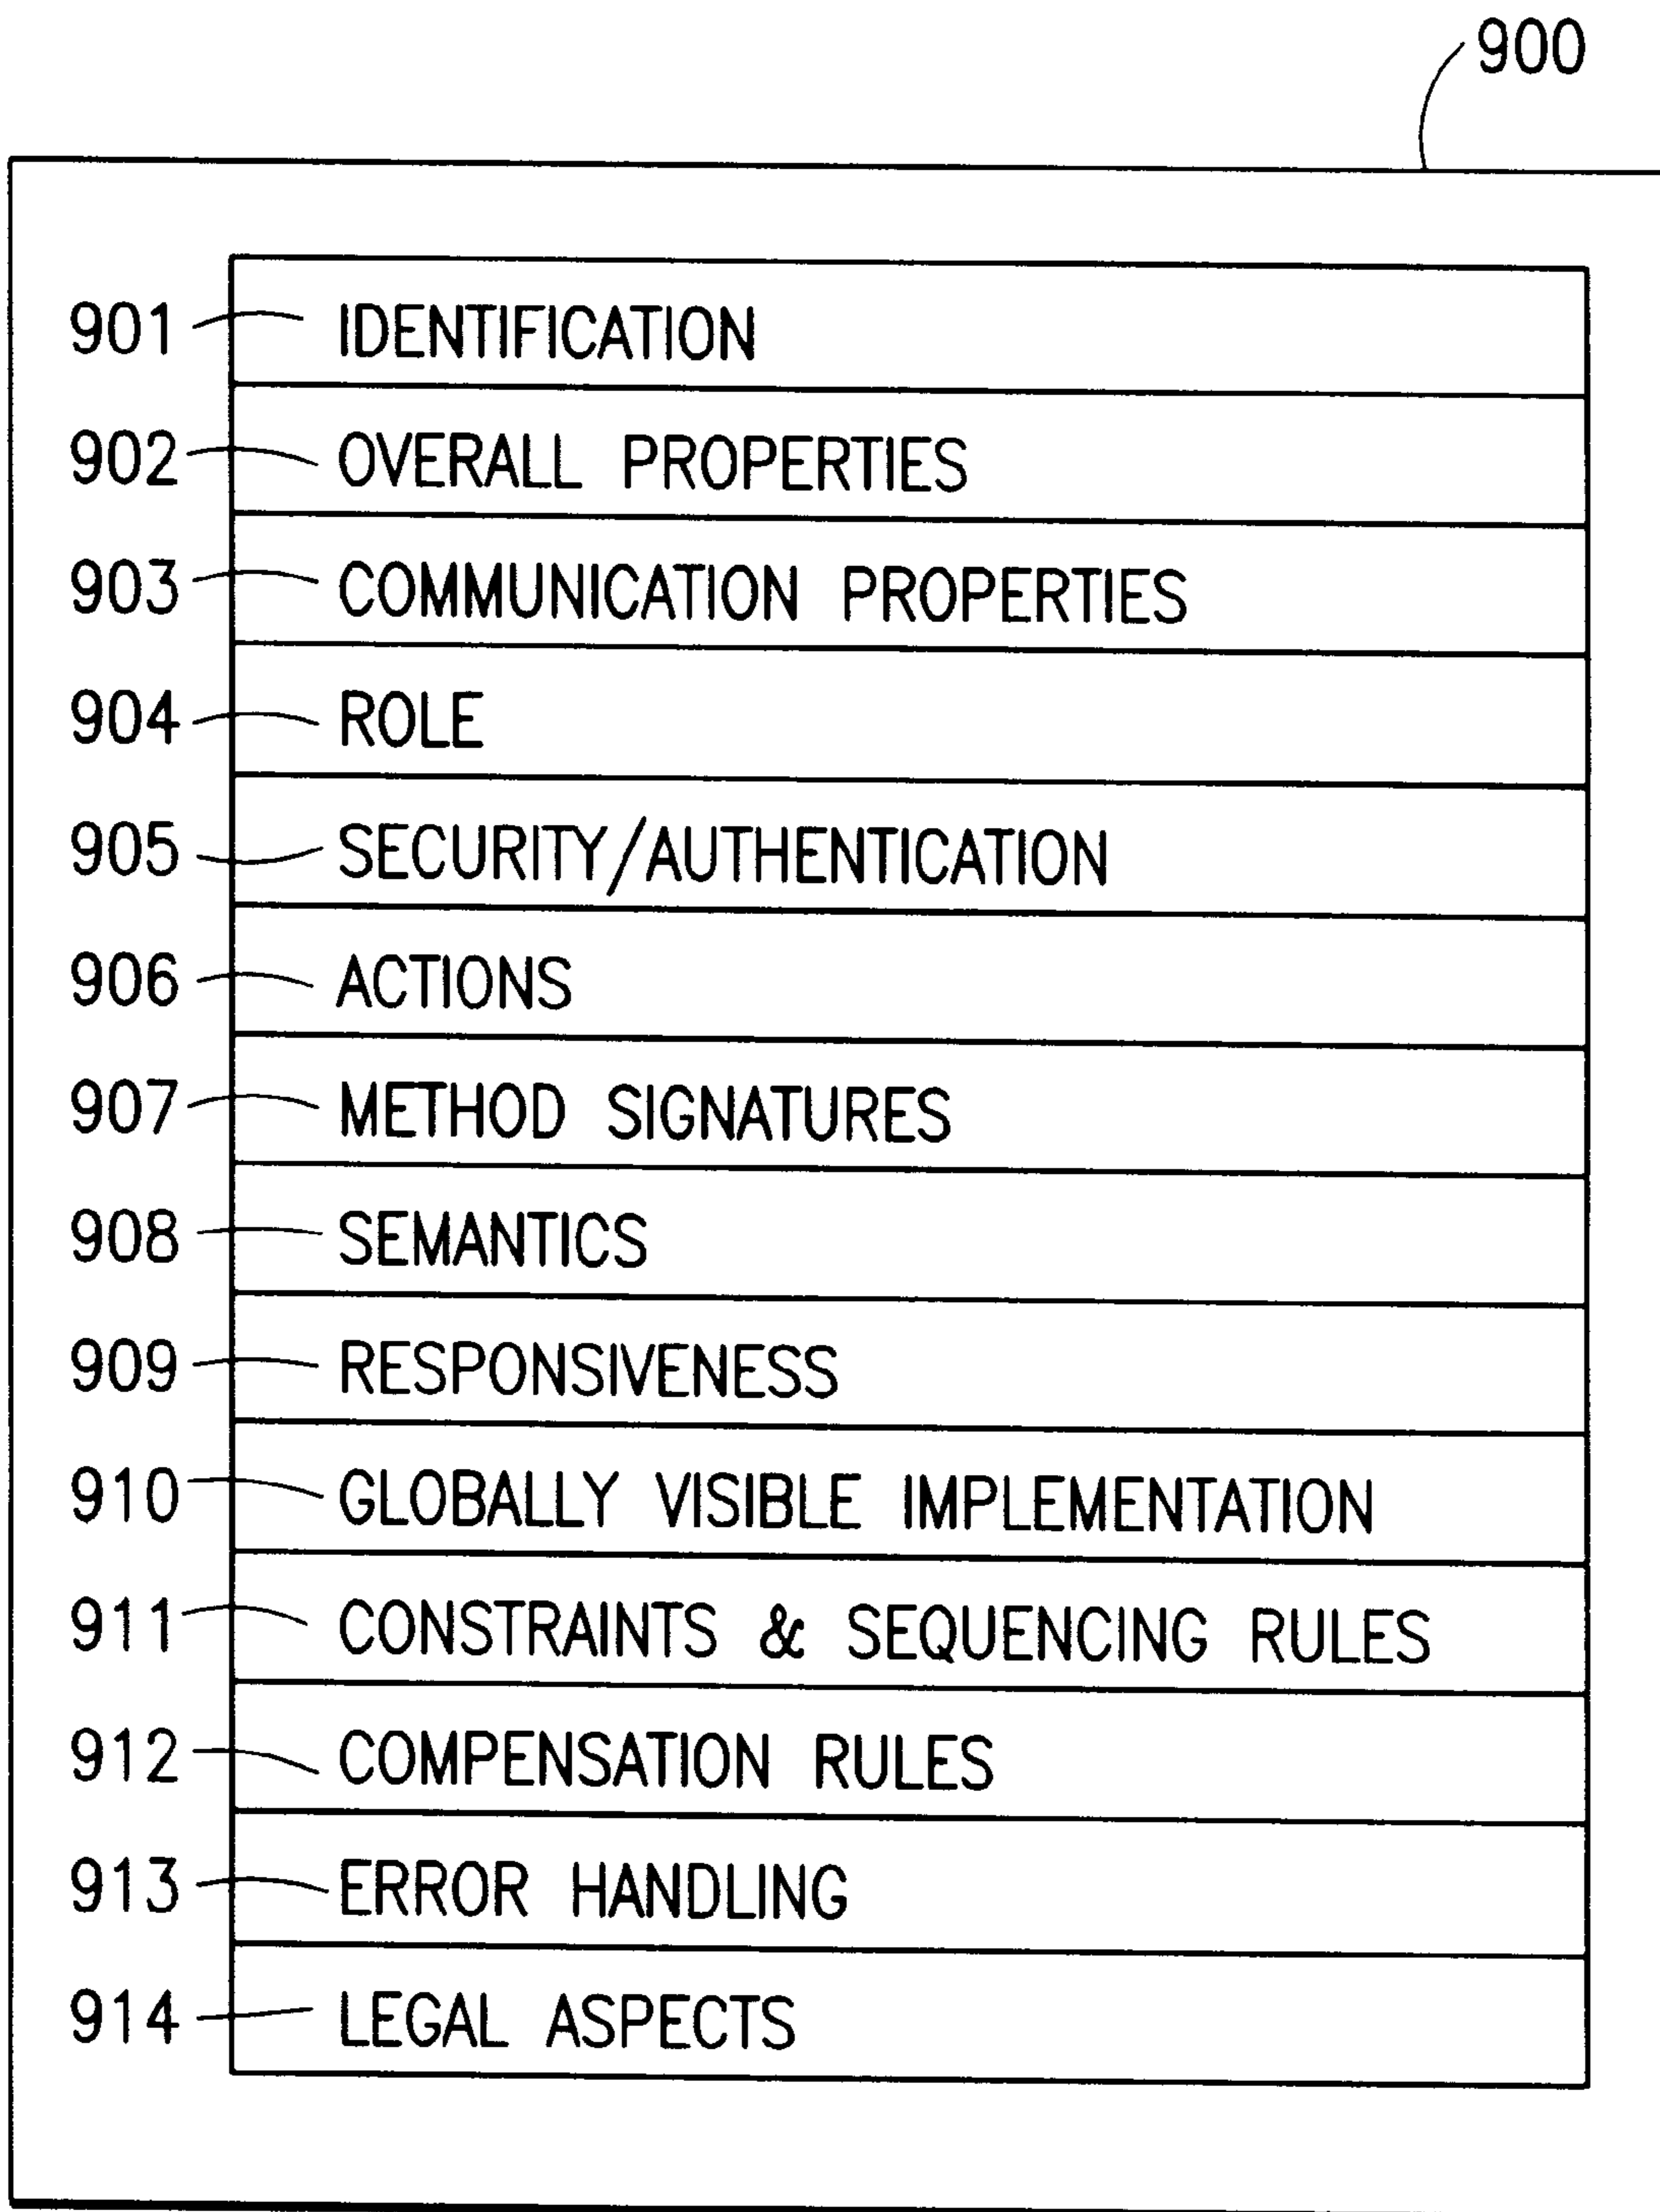 900
901 IDENTIFICATION
902 OVERALL PROPERTIES
903 COMMUNICATION PROPERTIES
904 ROLE
905 SECURITY/AUTHENTICATION
906 ACTIONS
907 METHOD SIGNATURES
908 SEMANTICS
909 RESPONSIVENESS
910 GLOBALLY VISIBLE IMPLEMENTATION
911 CONSTRAINTS & SEQUENCING RULES
912 COMPENSATION RULES
913 ERROR HANDLING
914 LEGAL ASPECTS